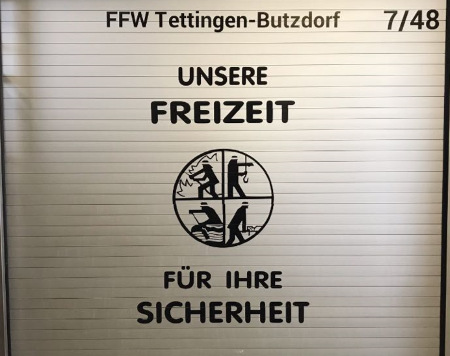 FFW Tettingen-Butzdorf 7/48
UNSERE
FREIZEIT
FÜR IHRE
SICHERHEIT